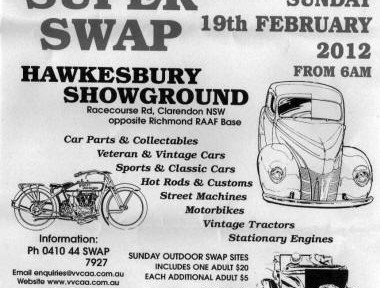 SUPER
SWAP
SUNDAY
19th FEBRUARY
2012
FROM 6AM
HAWKESBURY
SHOWGROUND
Racecourse Rd, Clarendon NSW
opposite Richmond RAAF Base
Car Parts & Collectables
Veteran & Vintage Cars
Sports & Classic Cars
Hot Rods & Customs
Street Machines
Motorbikes
Vintage Tractors
Stationary Engines
Information:
Ph 0410 44 SWAP
7927
Email enquiries@vvcaa.com.au
Website www.vvcaa.com.au
SUNDAY OUTDOOR SWAP SITES
INCLUDES ONE ADULT $20
EACH ADDITIONAL ADULT $5